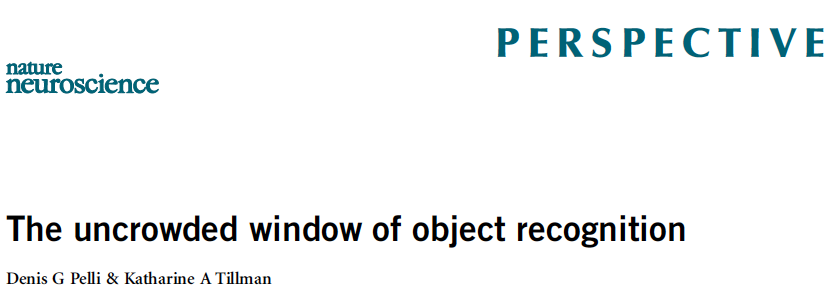 PERSPECTIVE
nature
neuroscience
The uncrowded window of object recognition
Denis G Pelli & Katharine A Tillman